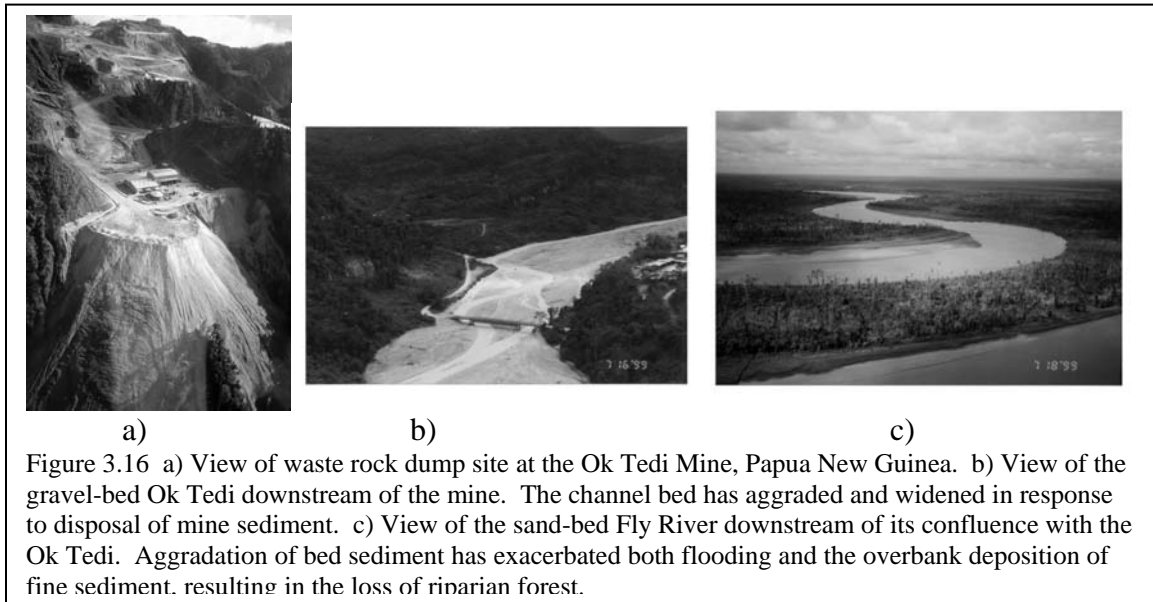 7 16'99
7 18'99
a) b) c)
Figure 3.16 a) View of waste rock dump site at the Ok Tedi Mine, Papua New Guinea. b) View of the
gravel-bed Ok Tedi downstream of the mine. The channel bed has aggraded and widened in response
to disposal of mine sediment. c) View of the sand-bed Fly River downstream of its confluence with the
Ok Tedi. Aggradation of bed sediment has exacerbated both flooding and the overbank deposition of
fine sediment, resulting in the loss of riparian forest.